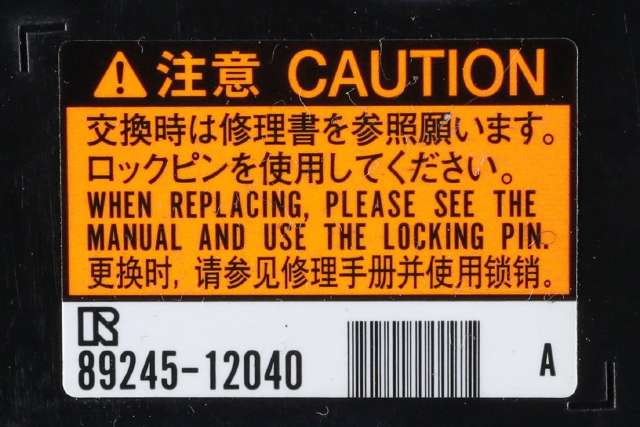 注意 CAUTION
交換時は修理書を参照願います。
ロックピンを使用してください。
WHEN REPLACING, PLEASE SEE THE
MANUAL AND USE THE LOCKING PIN.
更换时, 请参见修理手册并使用锁销。
89245-12040 A